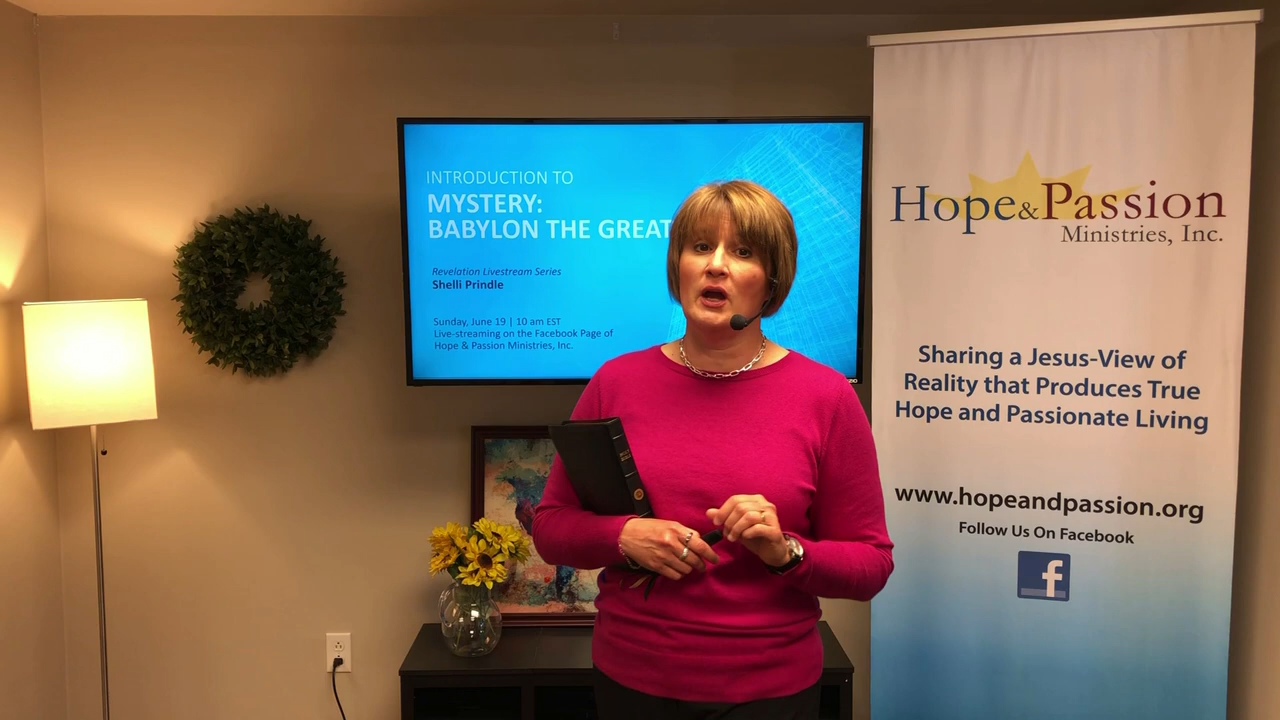 INTRODUCTION TO
MYSTERY:
BABYLON THE GREAT
Revelation Livestream Series
Shelli Prindle
Sunday, June 19 | 10 am EST
Live-streaming on the Facebook Page of
Hope & Passion Ministries, Inc.
Hope&Passion
Ministries, Inc.
Sharing a Jesus-View of
Reality that Produces True
Hope and Passionate Living
www.hopeandpassion.org
Follow Us On Facebook
f